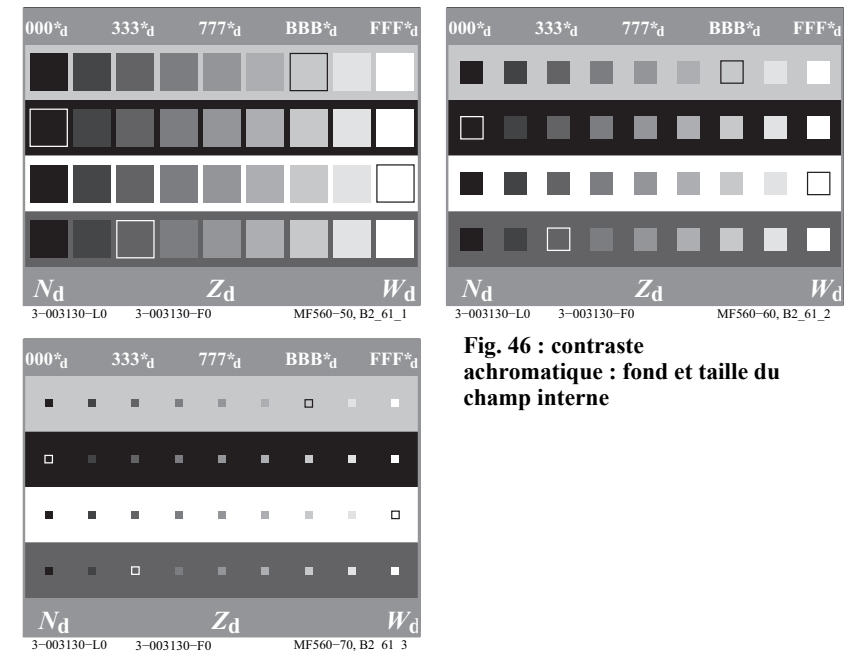 000*d 333*d 777*d BBB*d FFF*d
Nd Zd Wd
3−003130−L0 3−003130−F0 MF560−50, B2_61_1
000*d 333*d 777*d BBB*d FFF*d
Nd Zd Wd
3−003130−L0 3−003130−F0 MF560−60, B2_61_2
Fig. 46 : contraste
achromatique : fond et taille du
champ interne
000*d 333*d 777*d BBB*d FFF*d
Nd Zd Wd
3−003130−L0 3−003130−F0 MF560−70, B2_61_3